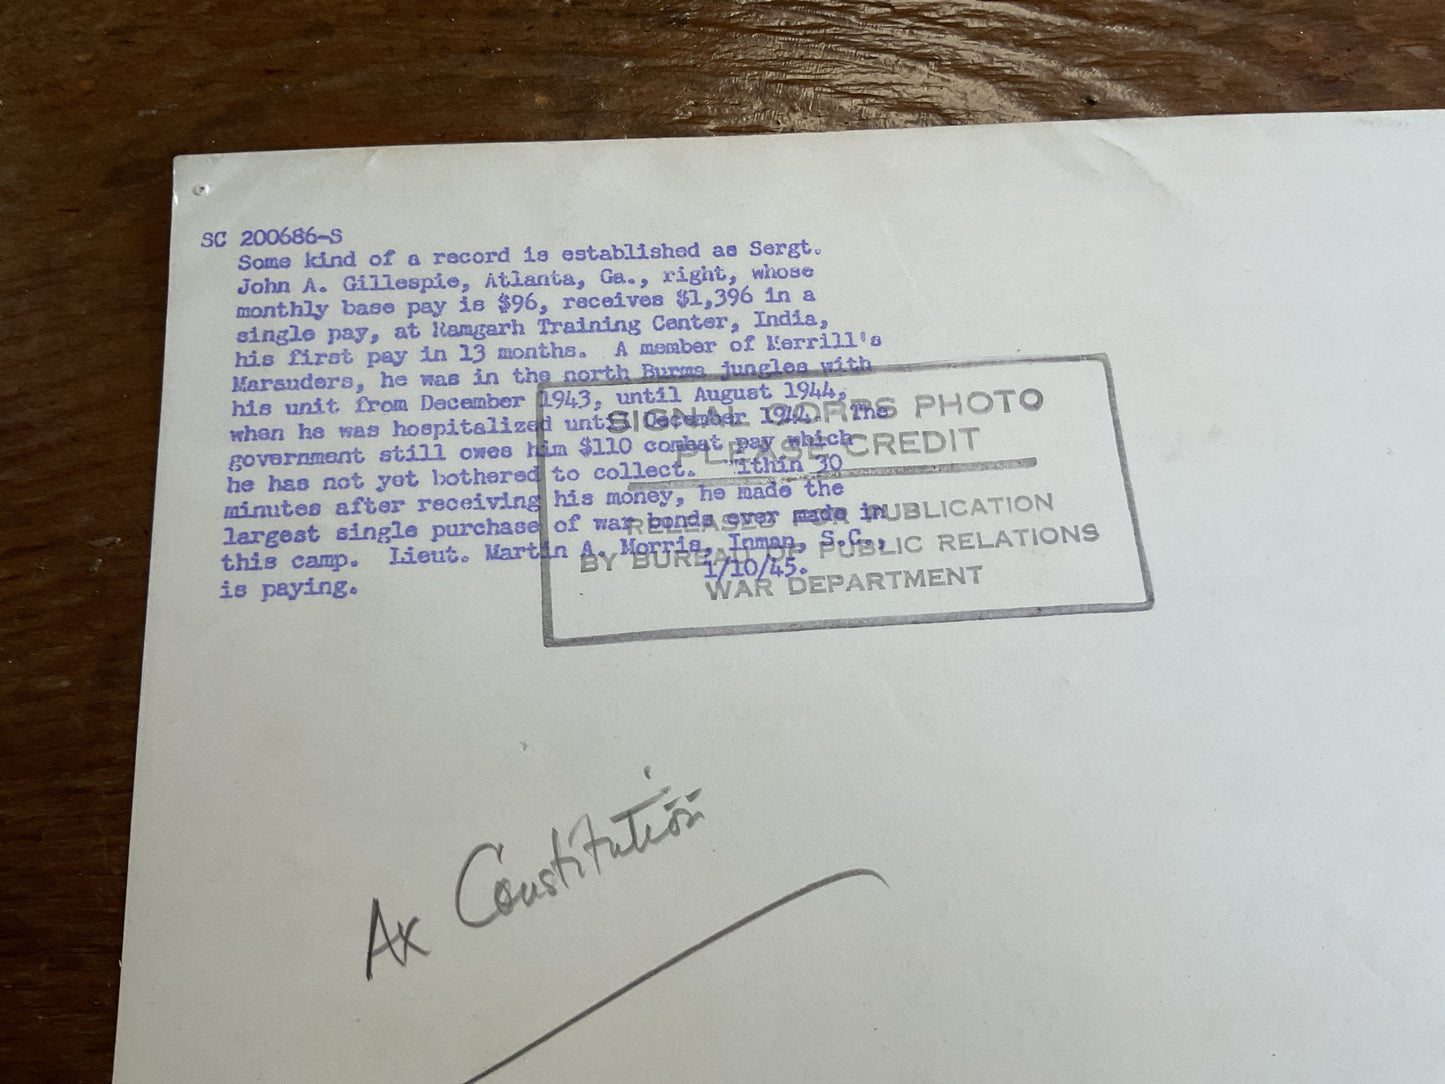 SC 200686-S
Some kind of a record is established as Sergt.
John A. Gillespie, Atlanta, Ga., right, whose
monthly base pay is $96, receives $1,396 in a
single pay, at Ramgarh Training Center, India,
his first pay in 13 months. A member of Merrill's
Marauders, he was in the north Burma jungles with
his unit from December 1943, until August 1944,
when he was hospitalized until December 1944. The
government still owes him $110 combat pay which
he has not yet bothered to collect. Within 30
minutes after receiving his money, he made the
largest single purchase of war bonds ever made in
this camp. Lieut. Martin A. Morris, Inman, S.C.,
is paying.
1/10/45.
SIGNAL CORPS PHOTO
PLEASE CREDIT
RELEASED FOR PUBLICATION
BY BUREAU OF PUBLIC RELATIONS
WAR DEPARTMENT
Ax Constitution